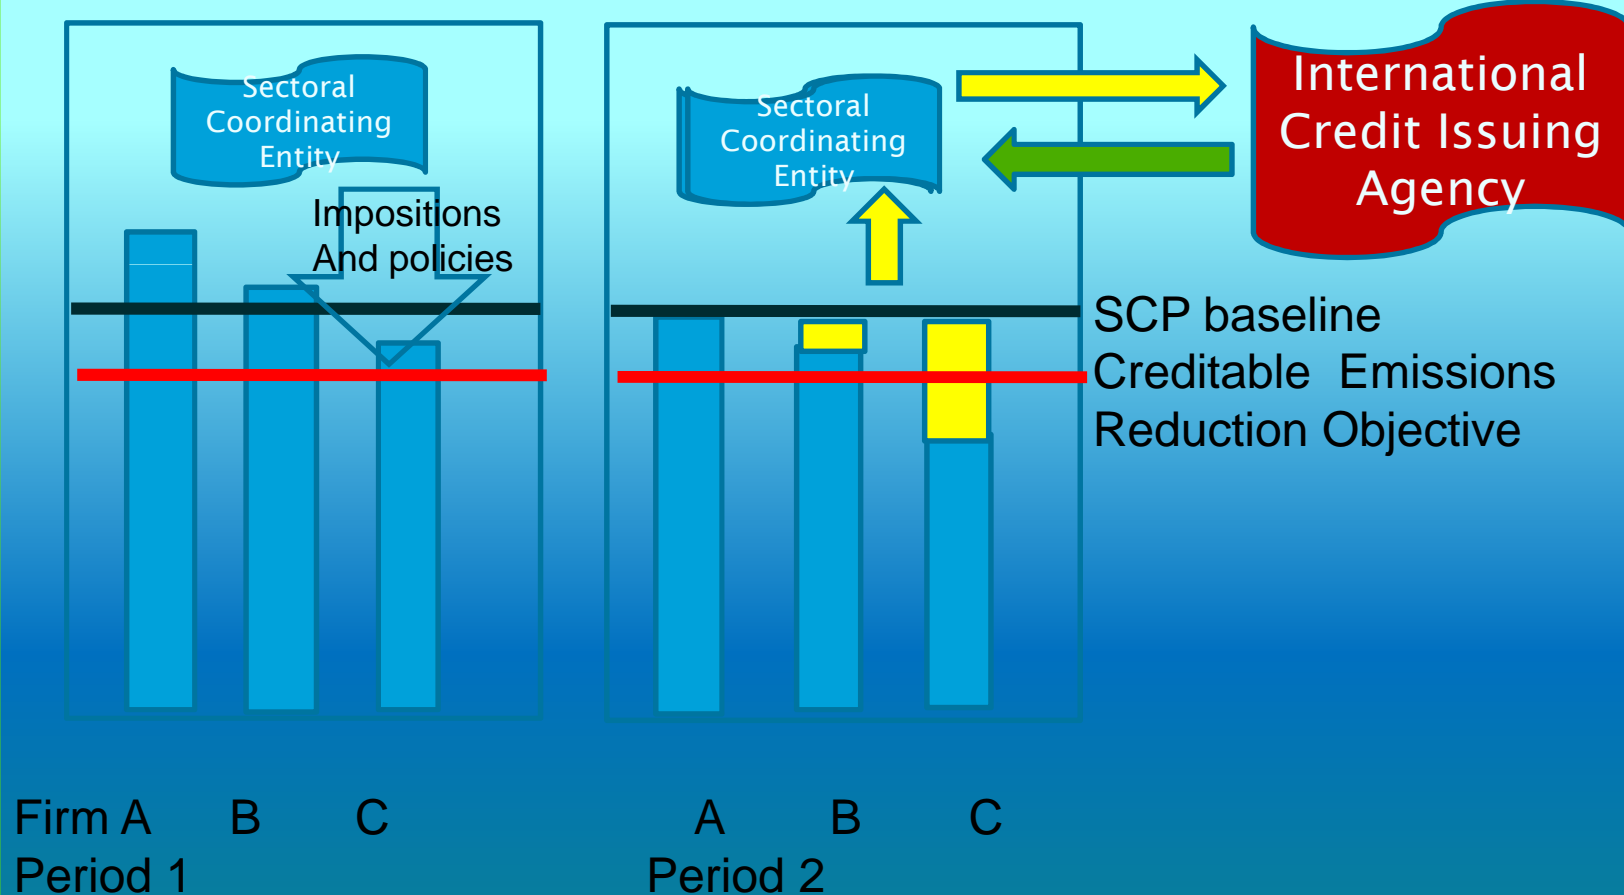 Sectoral
Coordinating
Entity
Impositions
And policies
Sectoral
Coordinating
Entity
International
Credit Issuing
Agency
SCP baseline
Creditable Emissions
Reduction Objective
Firm A B C
A B C
Period 1
Period 2